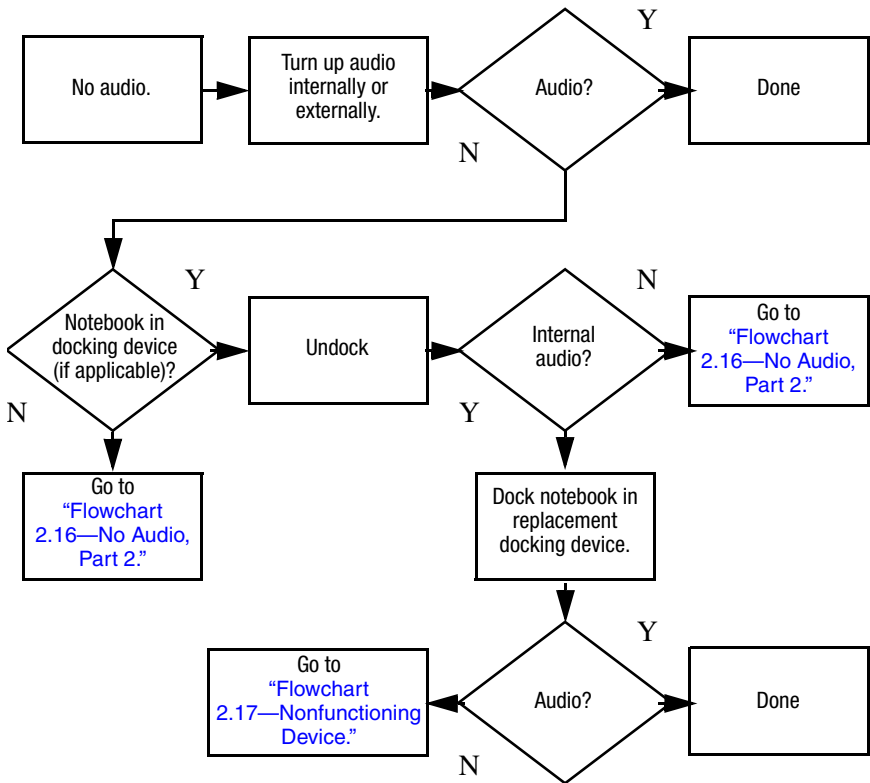 Y
No audio.
Turn up audio
internally or
externally.
Audio?
Done
N
Y
Notebook in
docking device
(if applicable)?
Undock
N
Internal
audio?
Go to
“Flowchart
2.16—No Audio,
Part 2.”
N
Y
Go to
“Flowchart
2.16—No Audio,
Part 2.”
Dock notebook in
replacement
docking device.
Y
Go to
“Flowchart
2.17—Nonfunctioning
Device.”
Audio?
Done
N